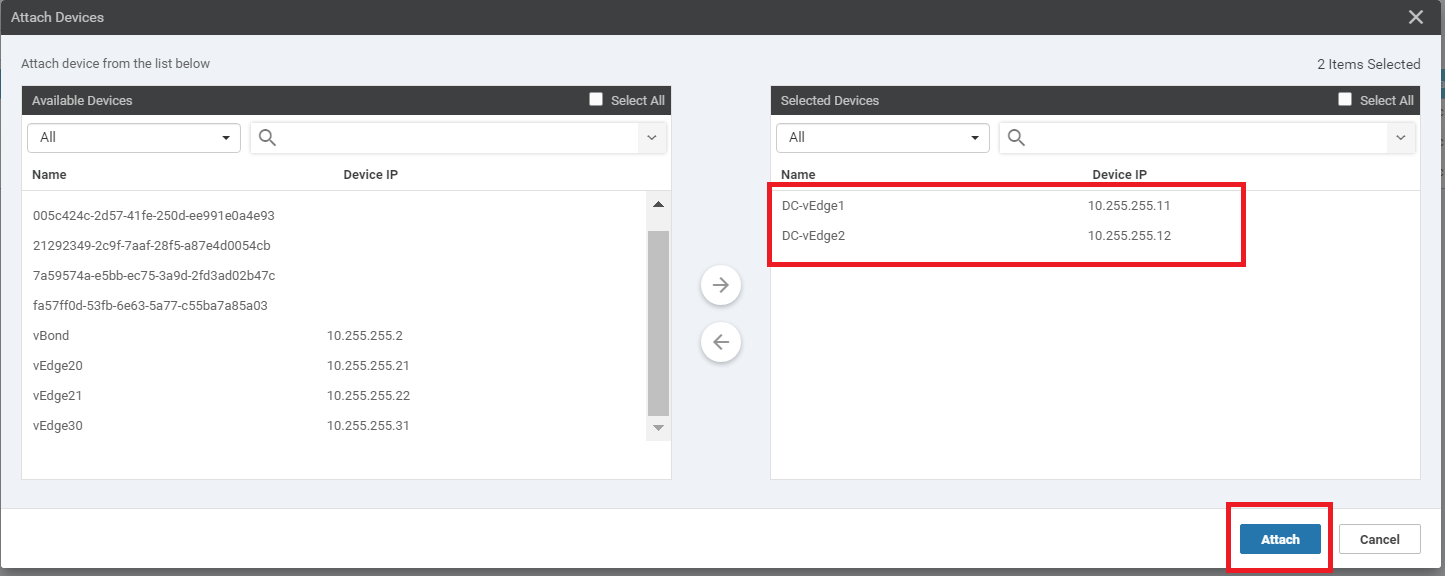 Attach Devices
Attach device from the list below
2 Items Selected
Available Devices
Select All
All
Name Device IP
005c424c-2d57-41fe-250d-ee991e0a4e93
21292349-2c9f-7aaf-28f5-a87e4d0054cb
7a59574a-e5bb-ec75-3a9d-2fd3ad02b47c
fa57ff0d-53fb-6e63-5a77-c55ba7a85a03
vBond 10.255.255.2
vEdge20 10.255.255.21
vEdge21 10.255.255.22
vEdge30 10.255.255.31
Selected Devices
Select All
All
Name Device IP
DC-vEdge1 10.255.255.11
DC-vEdge2 10.255.255.12
Attach
Cancel